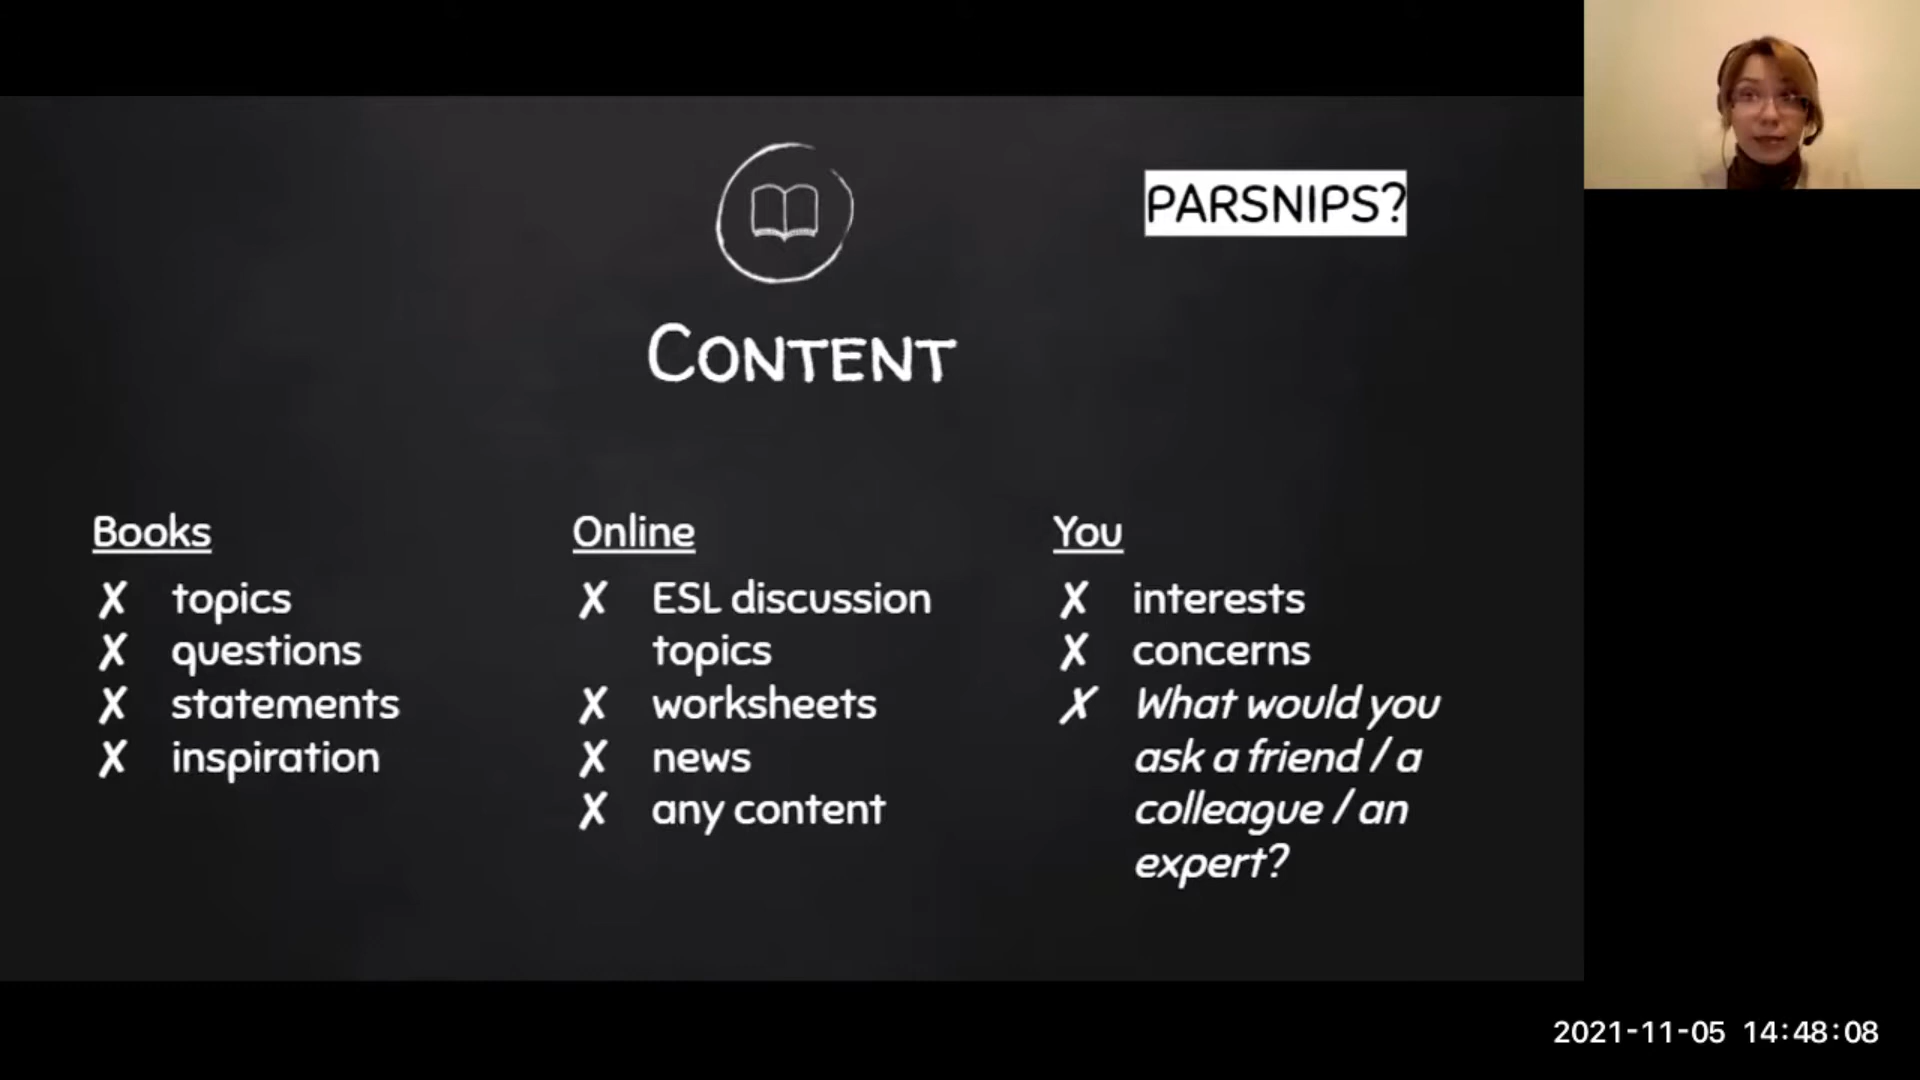 PARSNIPS?
CONTENT
Books
✗ topics
✗ questions
✗ statements
✗ inspiration
Online
✗ ESL discussion
topics
✗ worksheets
✗ news
✗ any content
You
✗ interests
✗ concerns
✗ What would you
ask a friend / a
colleague / an
expert?
2021-11-05 14:48:08